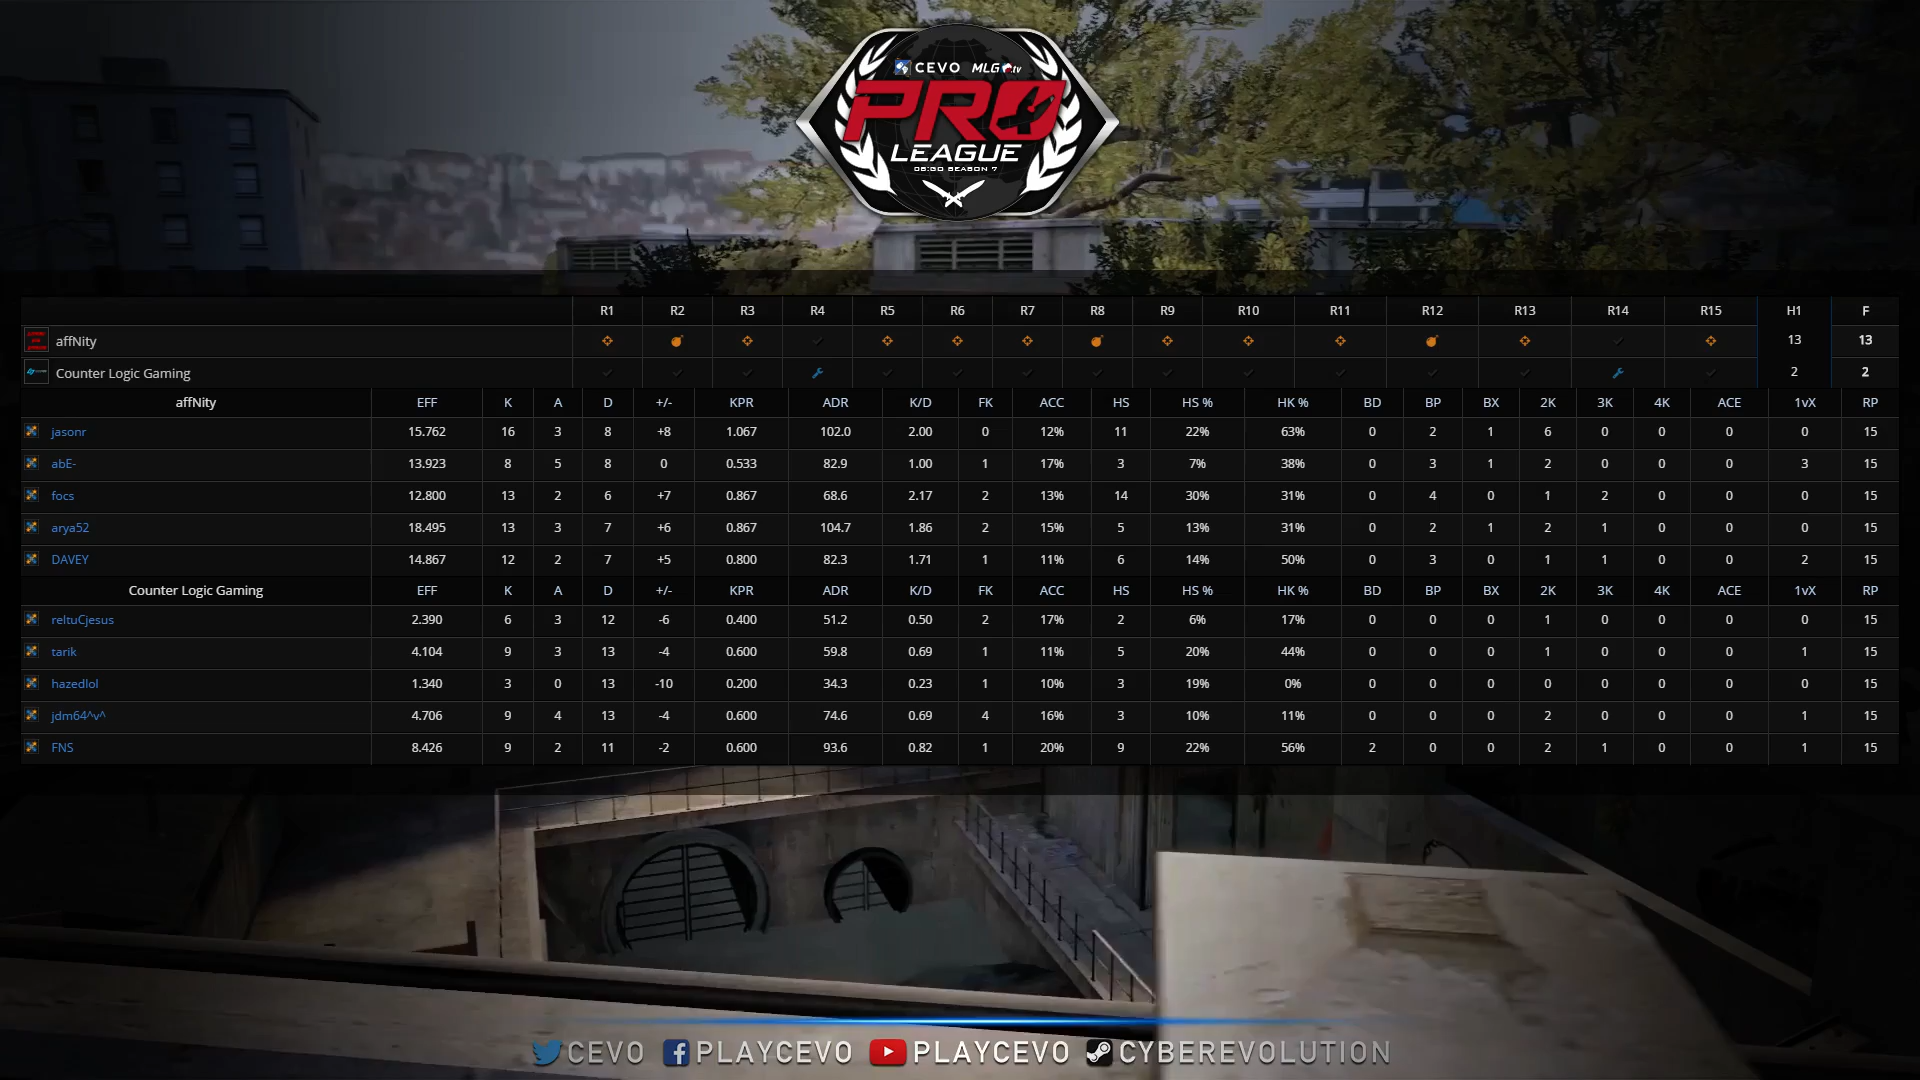 CEVO MLG.tv
PRO
LEAGUE
CS:GO SEASON 7
R1 R2 R3 R4 R5 R6 R7 R8 R9 R10 R11 R12 R13 R14 R15 H1 F
affNity 13 13
Counter Logic Gaming 2 2
affNity EFF K A D +/- KPR ADR K/D FK ACC HS HS % HK % BD BP BX 2K 3K 4K ACE 1vX RP
jasonr 15.762 16 3 8 +8 1.067 102.0 2.00 0 12% 11 22% 63% 0 2 1 6 0 0 0 0 15
abE- 13.923 8 5 8 0 0.533 82.9 1.00 1 17% 3 7% 38% 0 3 1 2 0 0 0 3 15
focs 12.800 13 2 6 +7 0.867 68.6 2.17 2 13% 14 30% 31% 0 4 0 1 2 0 0 0 15
arya52 18.495 13 3 7 +6 0.867 104.7 1.86 2 15% 5 13% 31% 0 2 1 2 1 0 0 0 15
DAVEY 14.867 12 2 7 +5 0.800 82.3 1.71 1 11% 6 14% 50% 0 3 0 1 1 0 0 2 15
Counter Logic Gaming EFF K A D +/- KPR ADR K/D FK ACC HS HS % HK % BD BP BX 2K 3K 4K ACE 1vX RP
reltuCjesus 2.390 6 3 12 -6 0.400 51.2 0.50 2 17% 2 6% 17% 0 0 0 1 0 0 0 0 15
tarik 4.104 9 3 13 -4 0.600 59.8 0.69 1 11% 5 20% 44% 0 0 0 1 0 0 0 1 15
hazedlol 1.340 3 0 13 -10 0.200 34.3 0.23 1 10% 3 19% 0% 0 0 0 0 0 0 0 0 15
jdm64^v^ 4.706 9 4 13 -4 0.600 74.6 0.69 4 16% 3 10% 11% 0 0 0 2 0 0 0 1 15
FNS 8.426 9 2 11 -2 0.600 93.6 0.82 1 20% 9 22% 56% 2 0 0 2 1 0 0 1 15
CEVO PLAYCEVO PLAYCEVO CYBEREVOLUTION